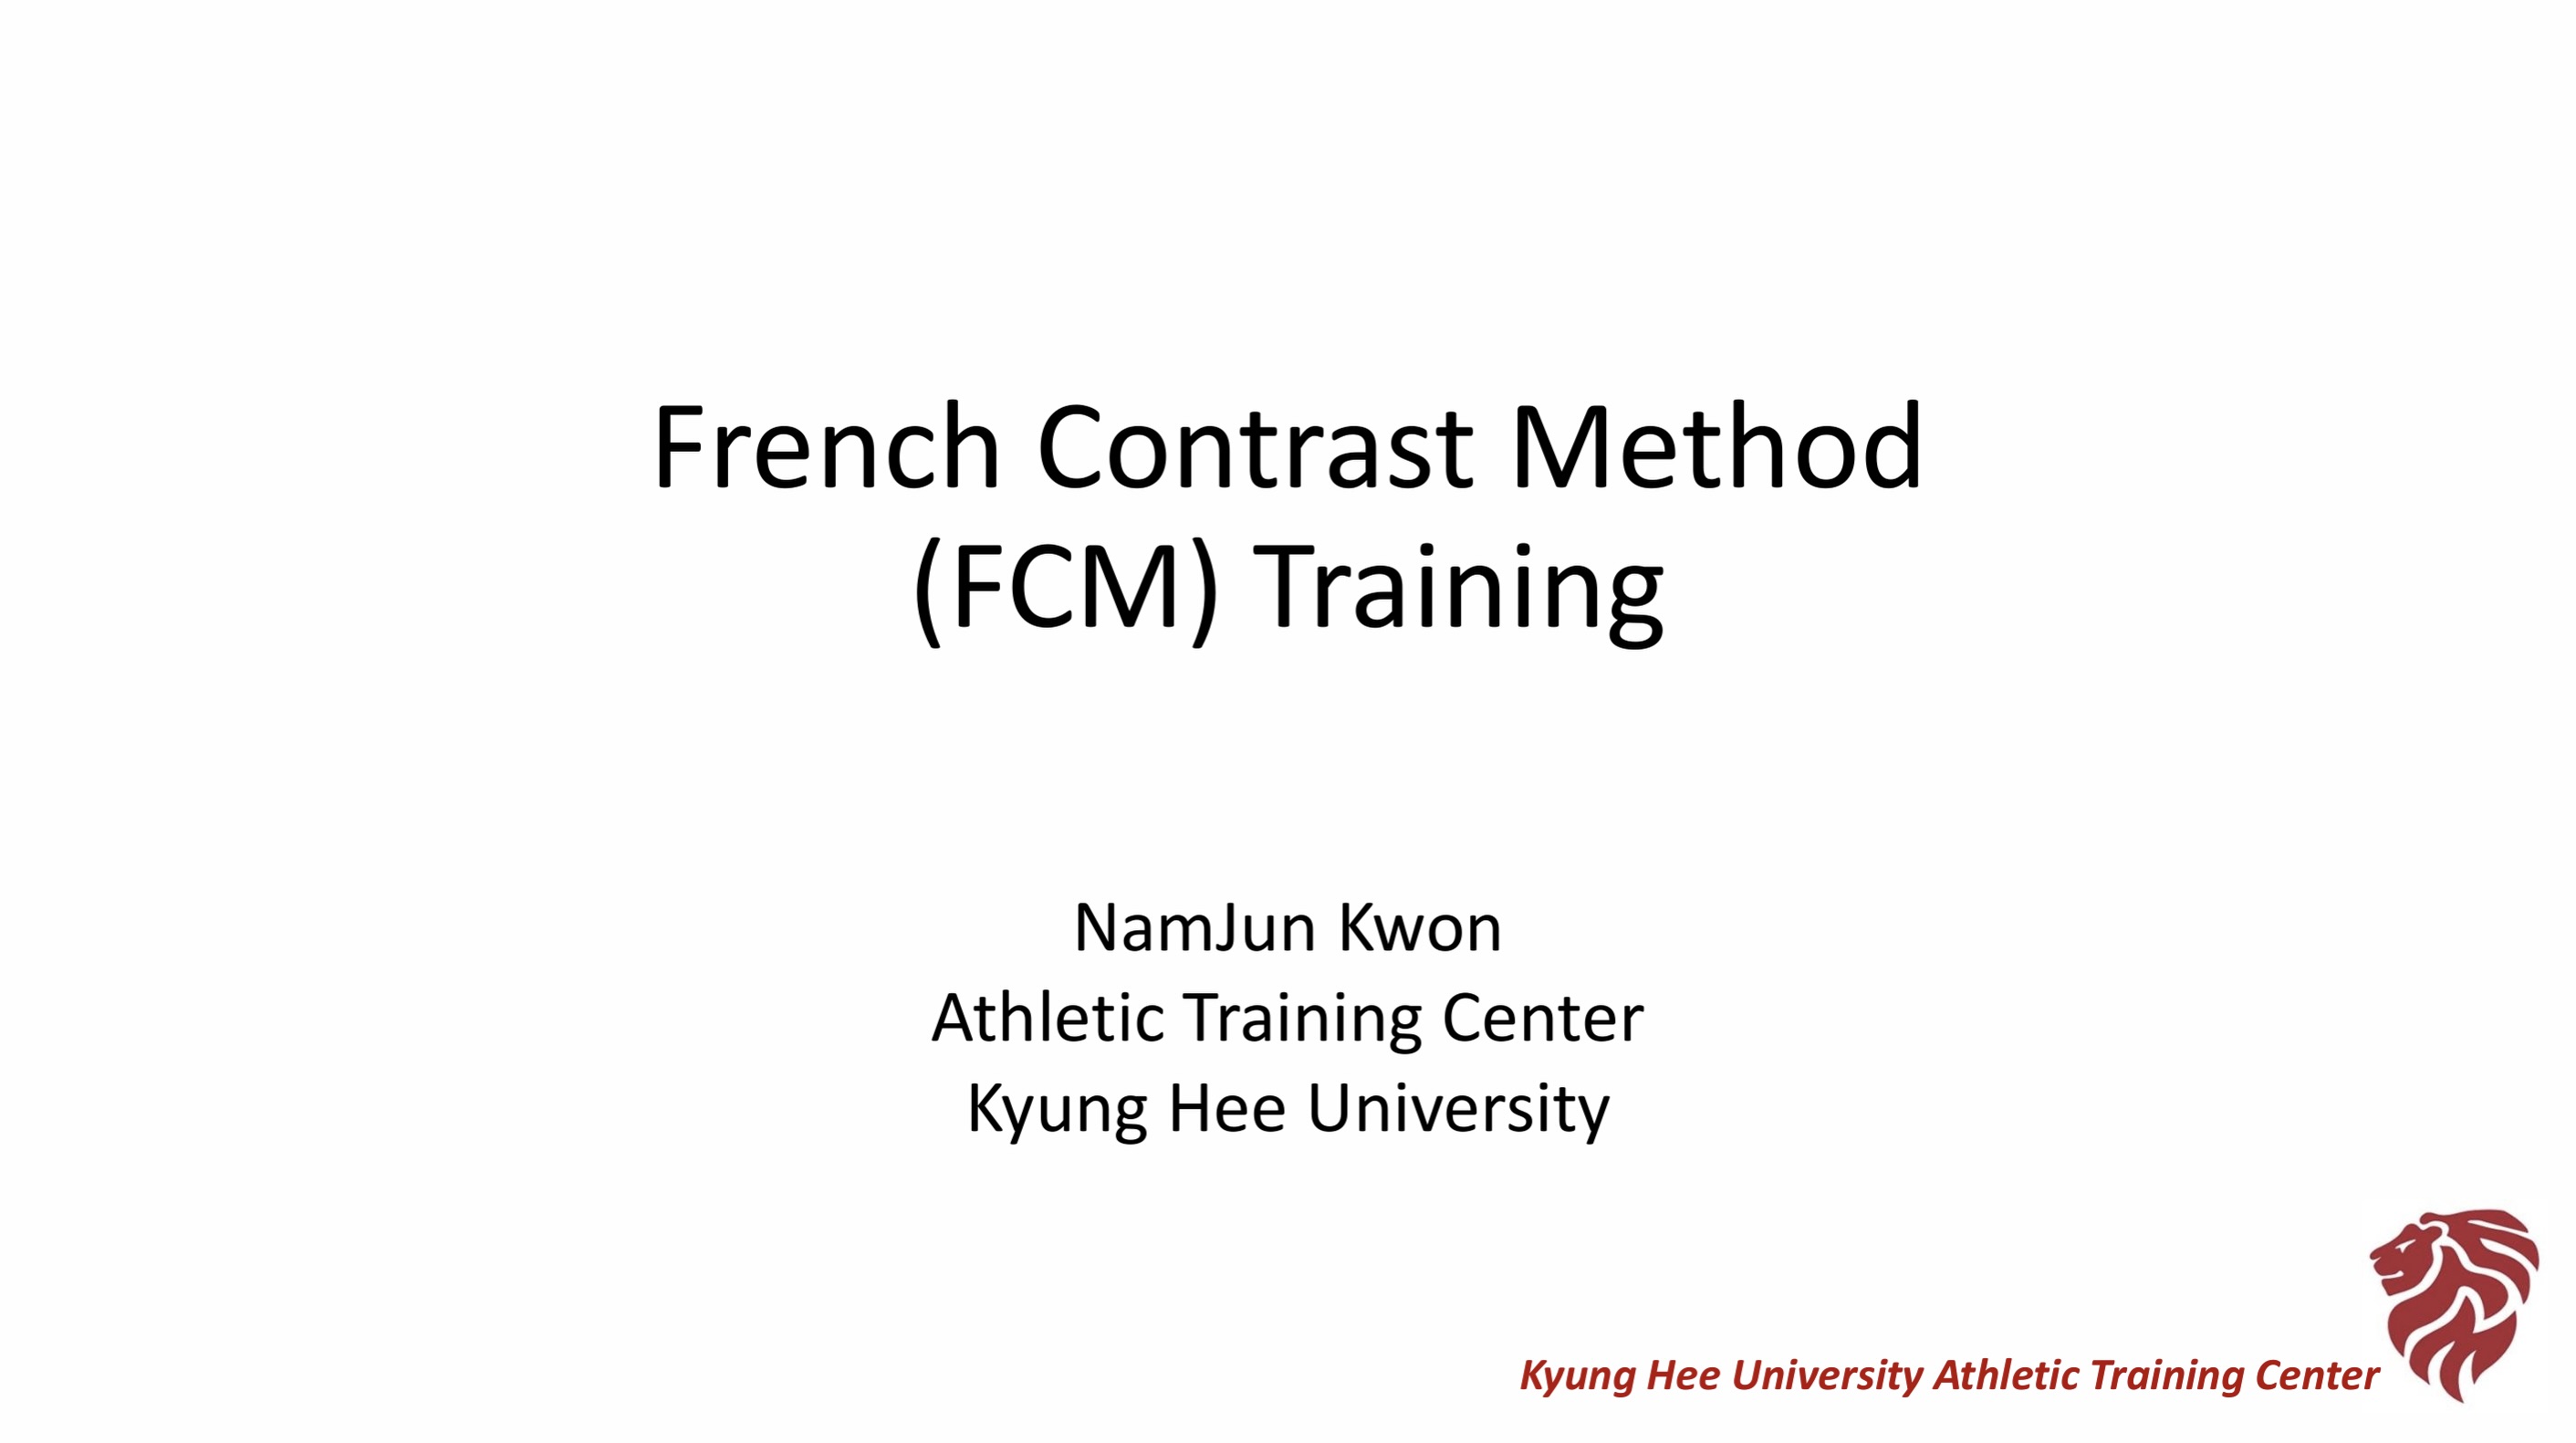 French Contrast Method
(FCM) Training
NamJun Kwon
Athletic Training Center
Kyung Hee University
Kyung Hee University Athletic Training Center